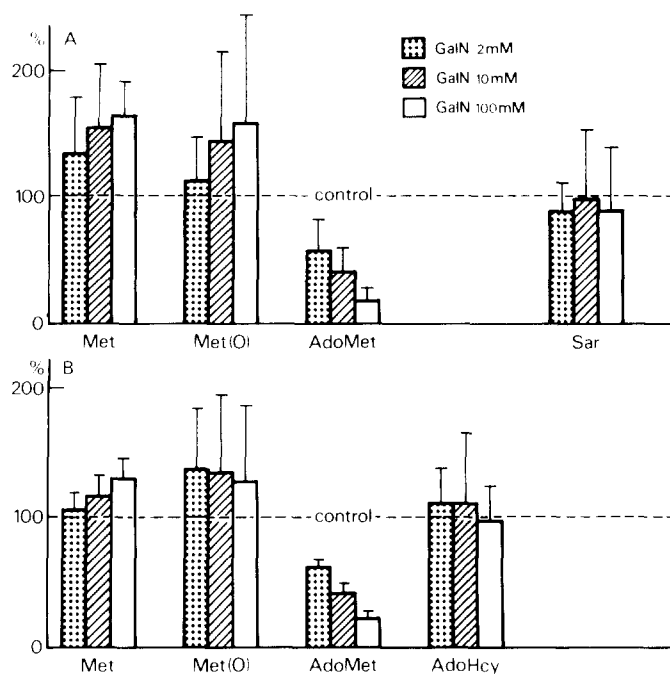 % A
200
100
0
control
GalN 2mM
GalN 10mM
GalN 100mM
Met Met(O) AdoMet Sar
% B
200
100
0
control
Met Met(O) AdoMet AdoHcy